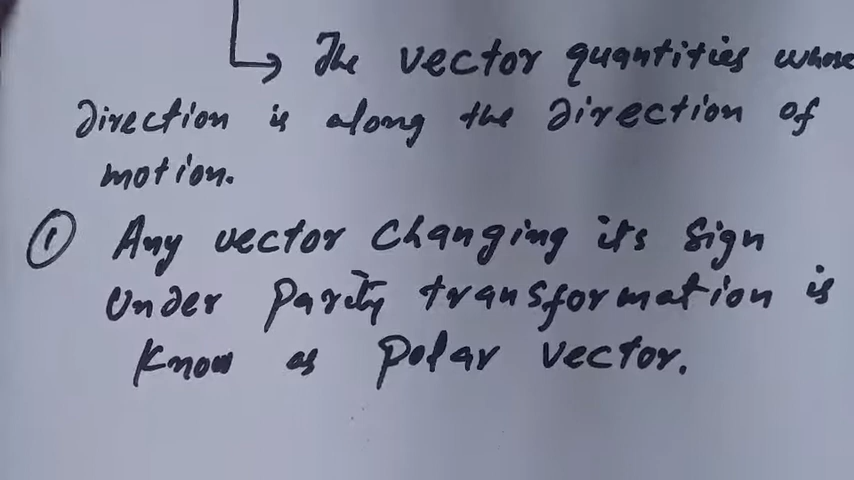 The vector quantities whose
direction is along the direction of
motion.
① Any vector changing its sign
under parity transformation is
know as polar vector.